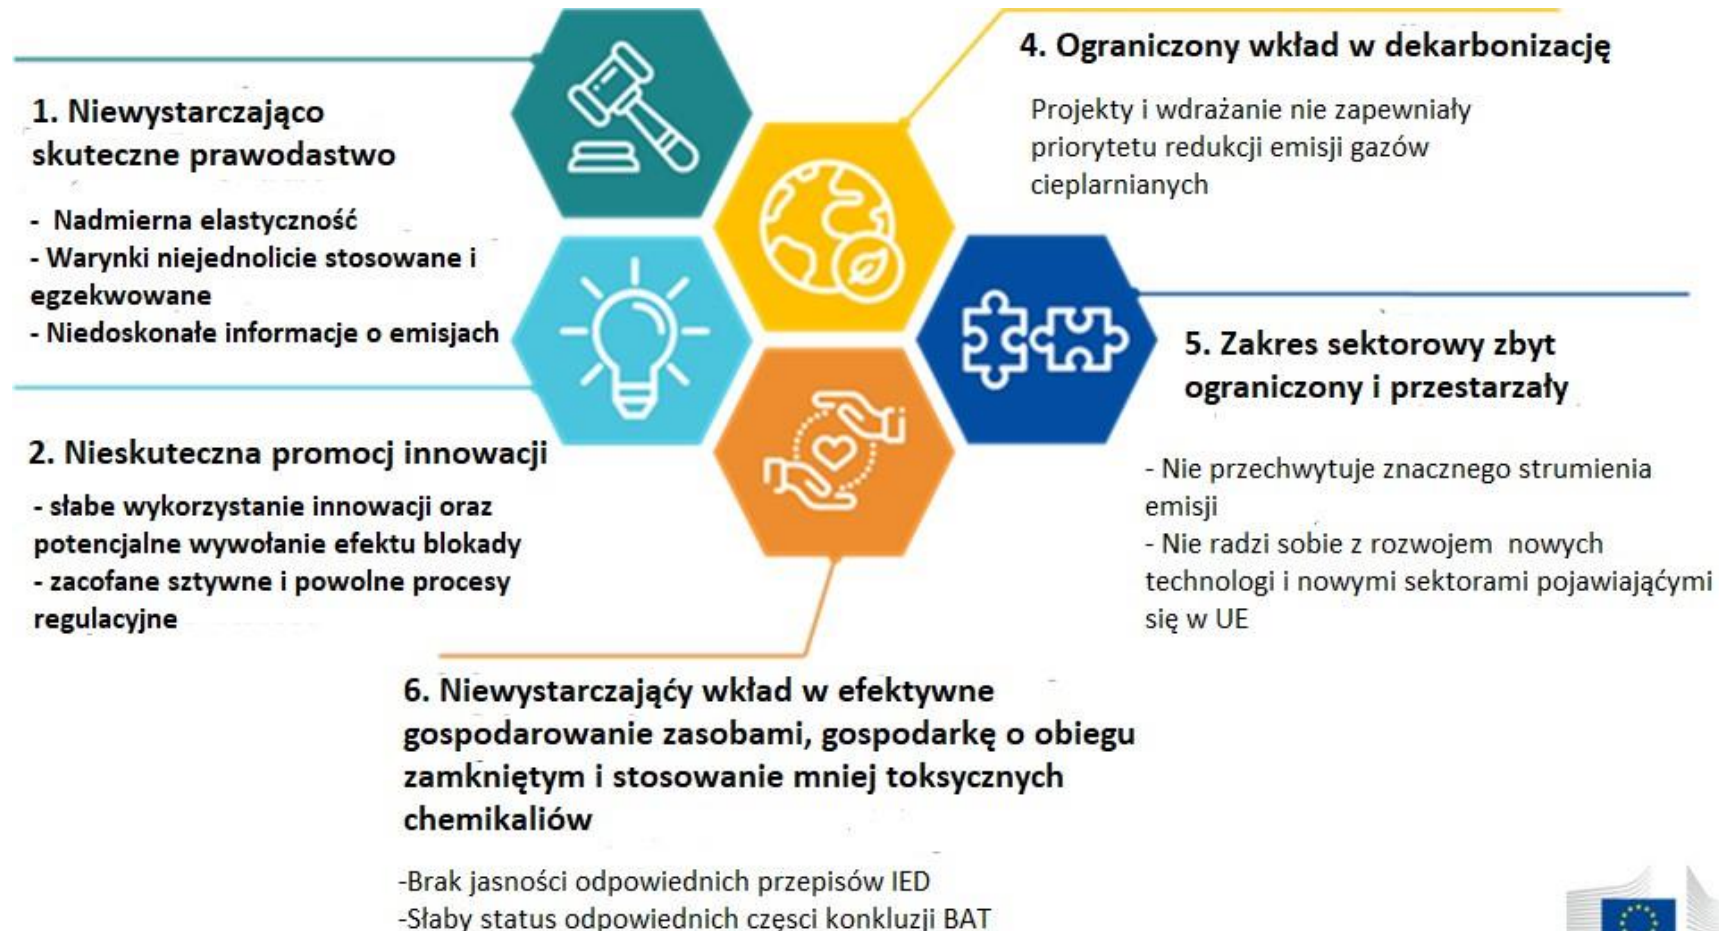 1. Niewystarczająco
skuteczne prawodastwo
- Nadmierna elastyczność
- Warynki niejednolicie stosowane i
egzekwowane
- Niedoskonałe informacje o emisjach
2. Nieskuteczna promocj innowacji
- słabe wykorzystanie innowacji oraz
potencjalne wywołanie efektu blokady
- zacofane sztywne i powolne procesy
regulacyjne
4. Ograniczony wkład w dekarbonizację
Projekty i wdrażanie nie zapewniały
priorytetu redukcji emisji gazów
cieplarnianych
5. Zakres sektorowy zbyt
ograniczony i przestarzały
- Nie przechwytuje znacznego strumienia
emisji
- Nie radzi sobie z rozwojem nowych
technologi i nowymi sektorami pojawiająćymi
się w UE
6. Niewystarczająćy wkład w efektywne
gospodarowanie zasobami, gospodarkę o obiegu
zamkniętym i stosowanie mniej toksycznych
chemikaliów
-Brak jasności odpowiednich przepisów IED
-Słaby status odpowiednich częsci konkluzji BAT